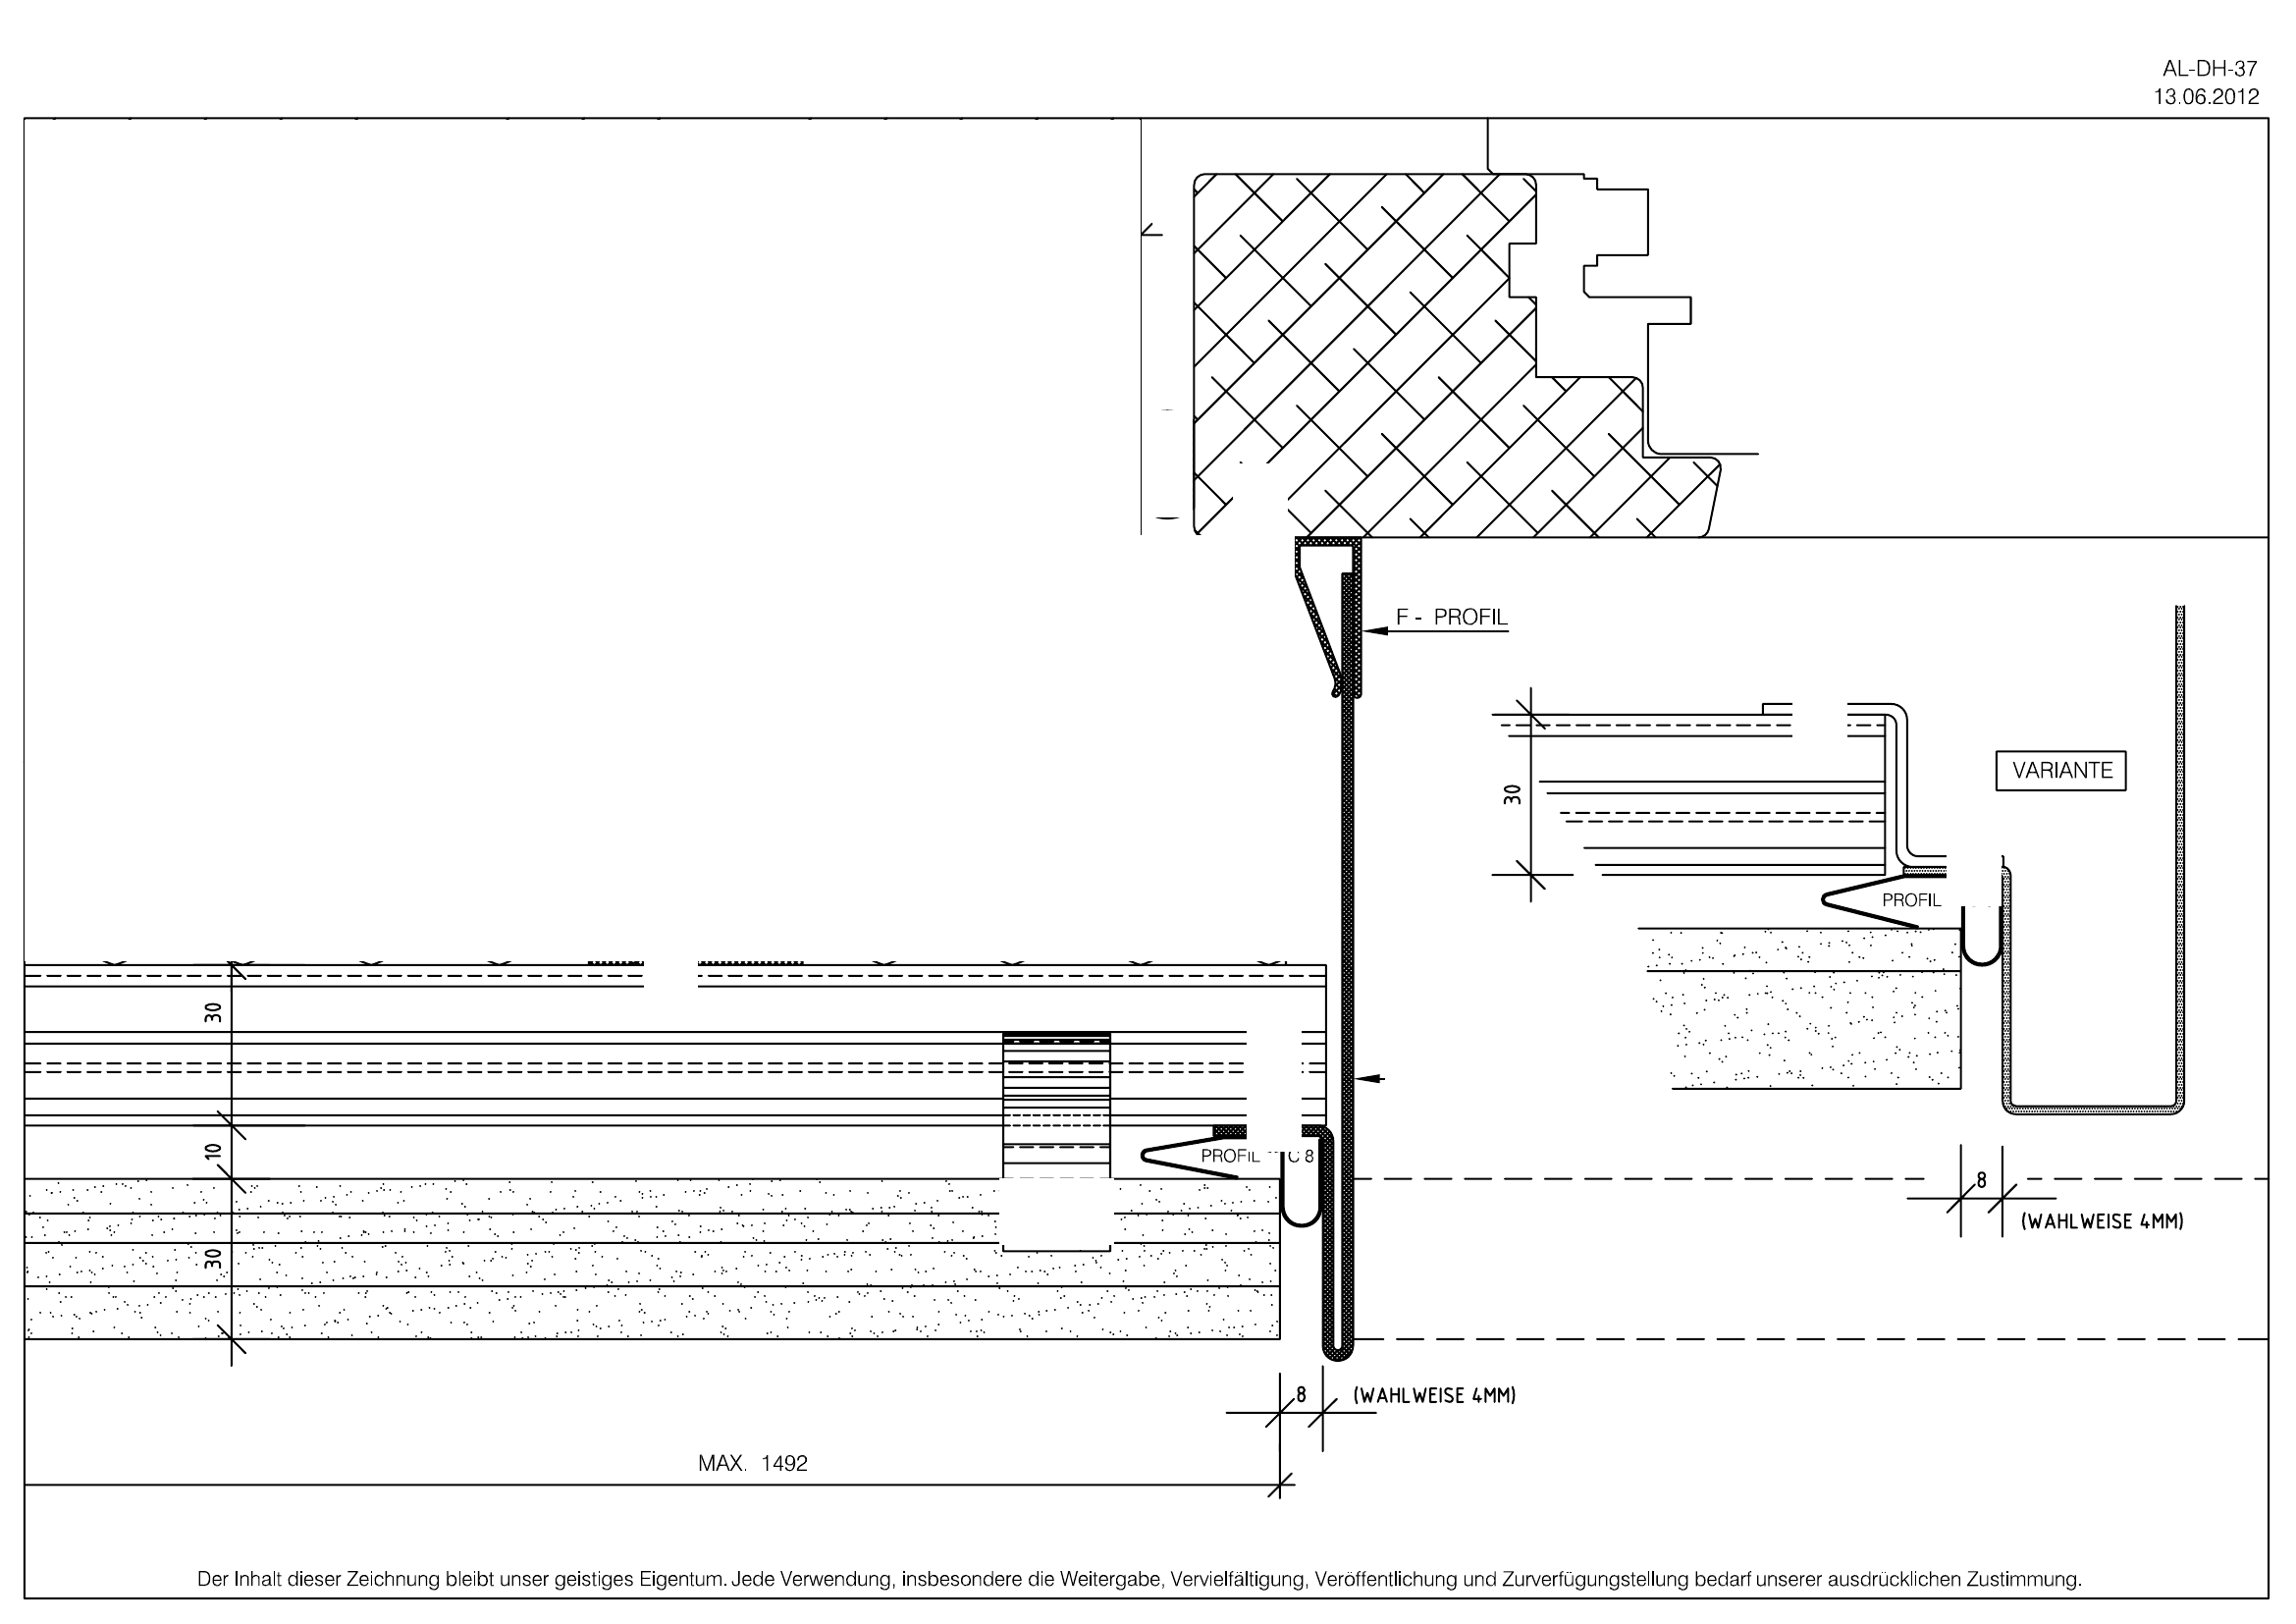 AL-DH-37
13.06.2012
F - PROFIL
30
VARIANTE
PROFIL
30
10
PROFIL C 8
30
8
(WAHLWEISE 4MM)
8
(WAHLWEISE 4MM)
MAX. 1492
Der Inhalt dieser Zeichnung bleibt unser geistiges Eigentum. Jede Verwendung, insbesondere die Weitergabe, Vervielfältigung, Veröffentlichung und Zurverfügungstellung bedarf unserer ausdrücklichen Zustimmung.